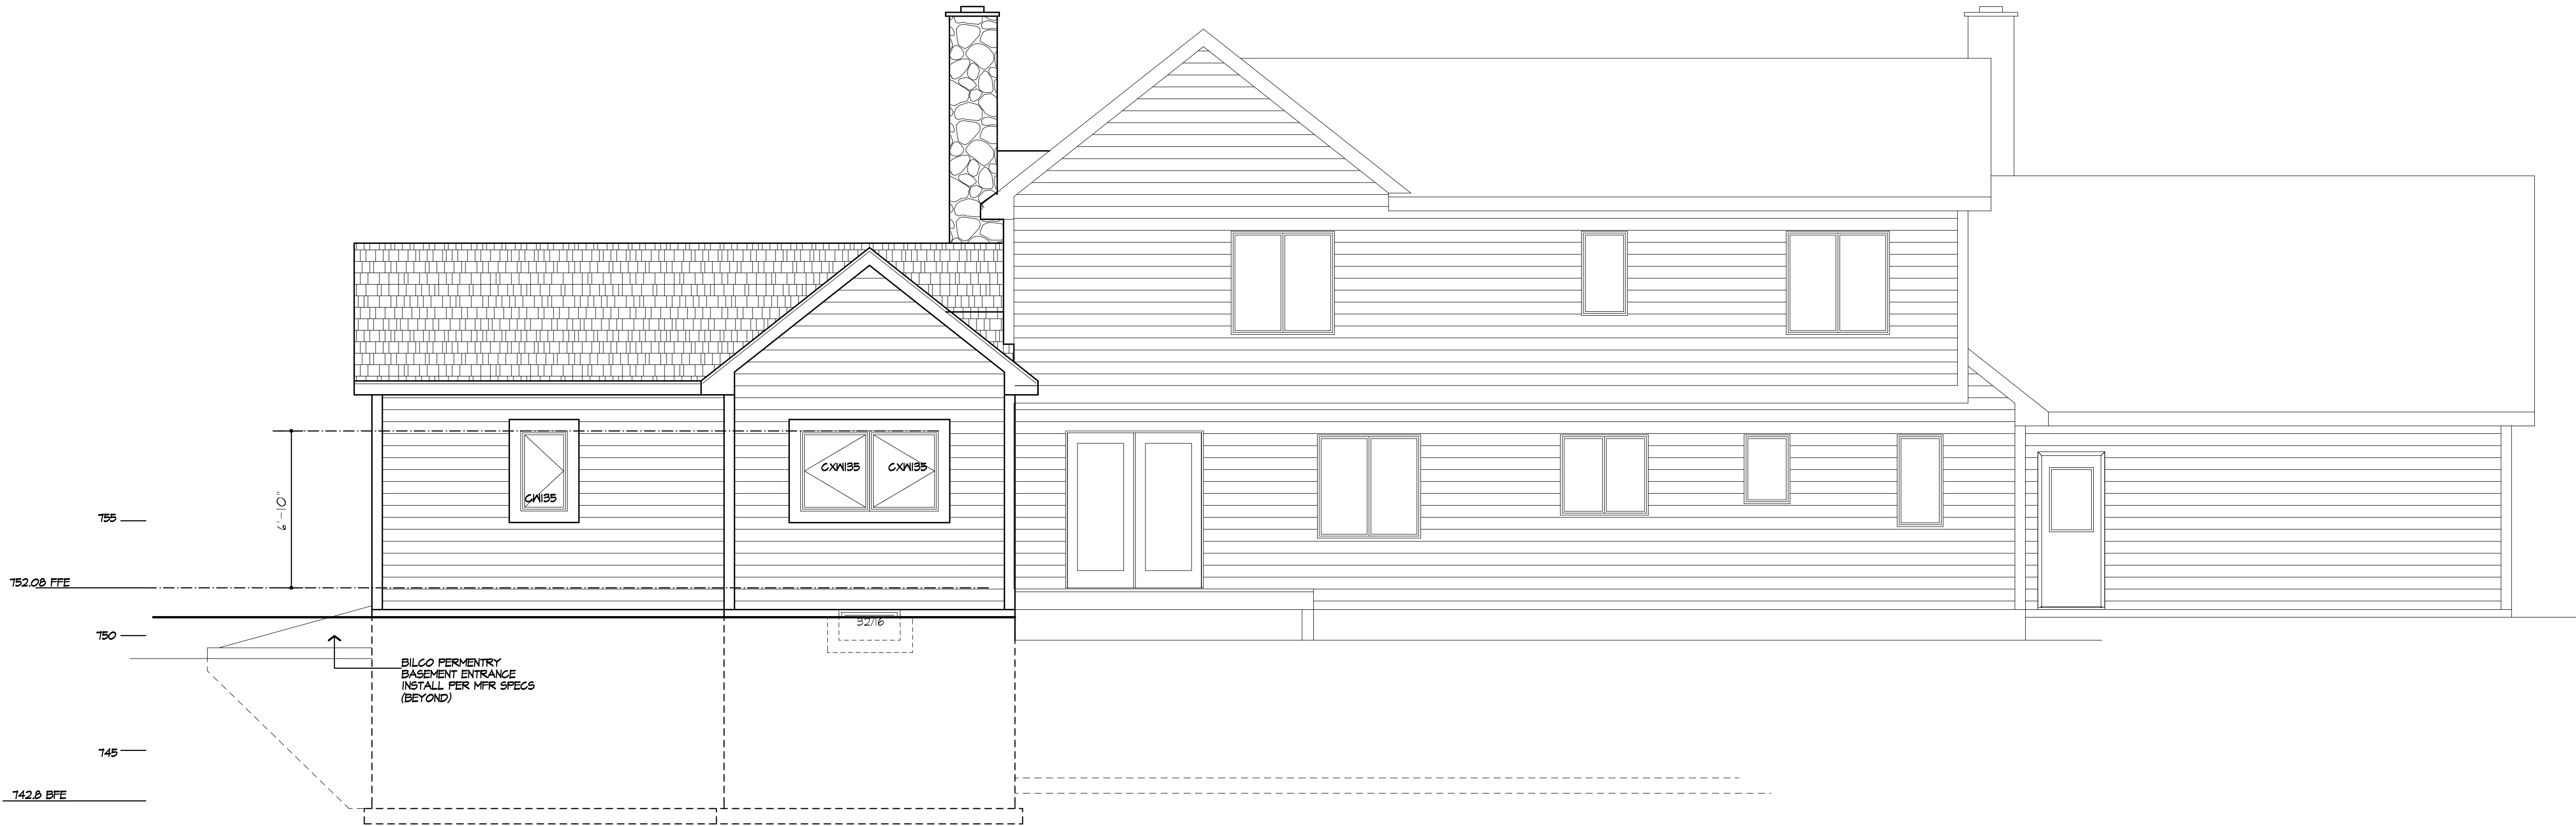 CXW135 CXW135
CW135
6'-10"
755
752.08 FFE
32/16
750
BILCO PERMENTRY
BASEMENT ENTRANCE
INSTALL PER MFR SPECS
(BEYOND)
745
742.8 BFE